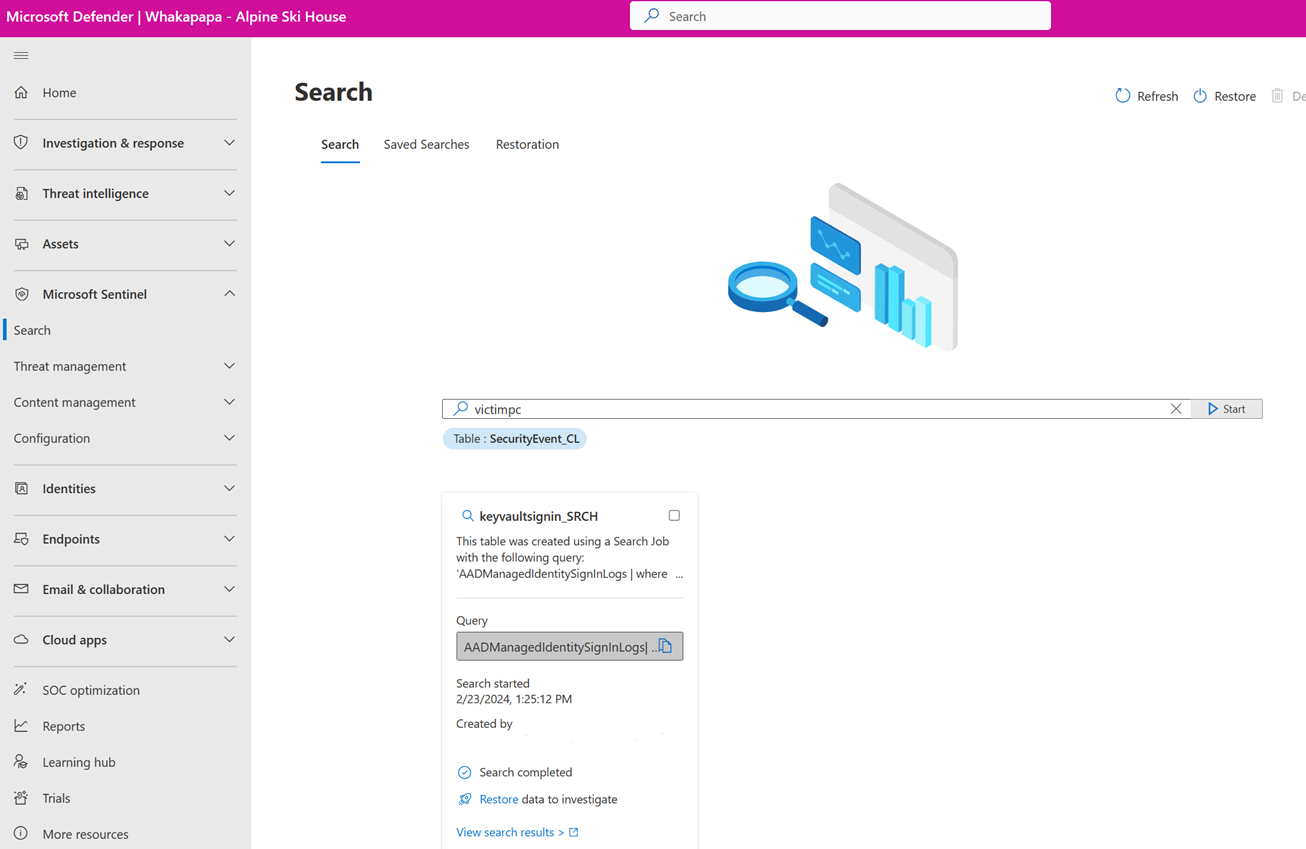 Microsoft Defender | Whakapapa - Alpine Ski House
Search
Home
Investigation & response
Threat intelligence
Assets
Microsoft Sentinel
Search
Threat management
Content management
Configuration
Identities
Endpoints
Email & collaboration
Cloud apps
SOC optimization
Reports
Learning hub
Trials
More resources
Search
Refresh
Restore
De
Search
Saved Searches
Restoration
victimpc
Start
Table : SecurityEvent_CL
keyvaultsignin_SRCH
This table was created using a Search Job
with the following query:
'AADManagedIdentitySignInLogs | where ...
Query
AADManagedIdentitySignInLogs| ...
Search started
2/23/2024, 1:25:12 PM
Created by
Search completed
Restore data to investigate
View search results >